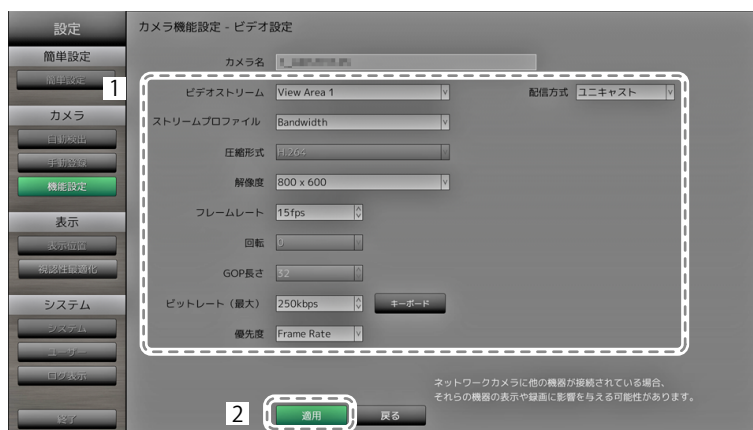 設定
カメラ機能設定 - ビデオ設定
簡単設定
簡単設定
カメラ
自動検出
手動登録
機能設定
表示
表示位置
視認性最適化
システム
システム
ユーザー
ログ表示
終了
カメラ名
1
ビデオストリーム View Area 1 配信方式 ユニキャスト
ストリームプロファイル Bandwidth
圧縮形式 H.264
解像度 800 x 600
フレームレート 15fps
回転 0
GOP長さ 32
ビットレート（最大） 250kbps キーボード
優先度 Frame Rate
ネットワークカメラに他の機器が接続されている場合、
それらの機器の表示や録画に影響を与える可能性があります。
2 適用 戻る